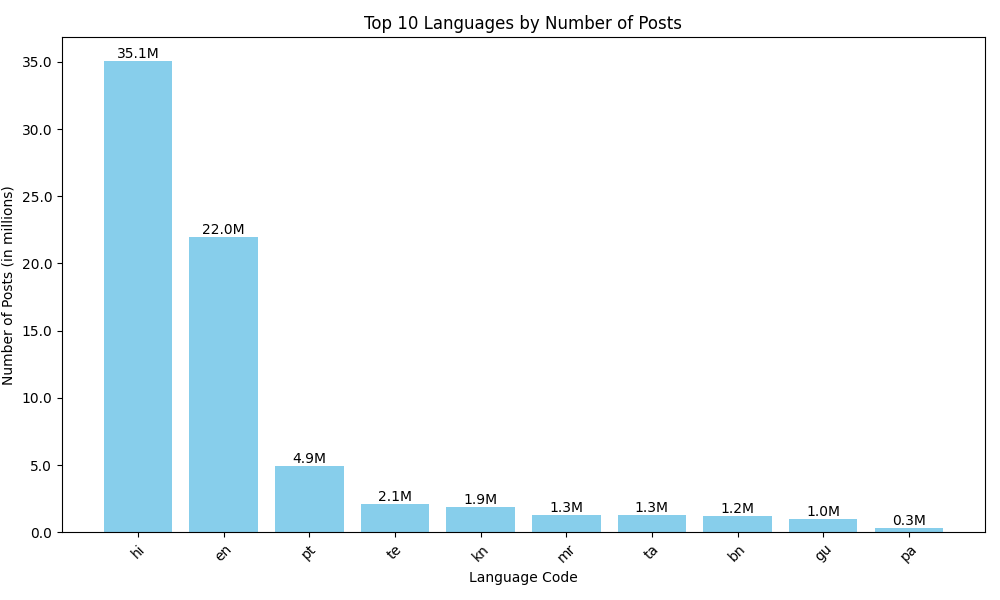 Top 10 Languages by Number of Posts
Number of Posts (in millions)
35.0
30.0
25.0
20.0
15.0
10.0
5.0
0.0
35.1M
22.0M
4.9M
2.1M
1.9M
1.3M
1.3M
1.2M
1.0M
0.3M
hi
en
pt
te
kn
mr
ta
bn
gu
pa
Language Code